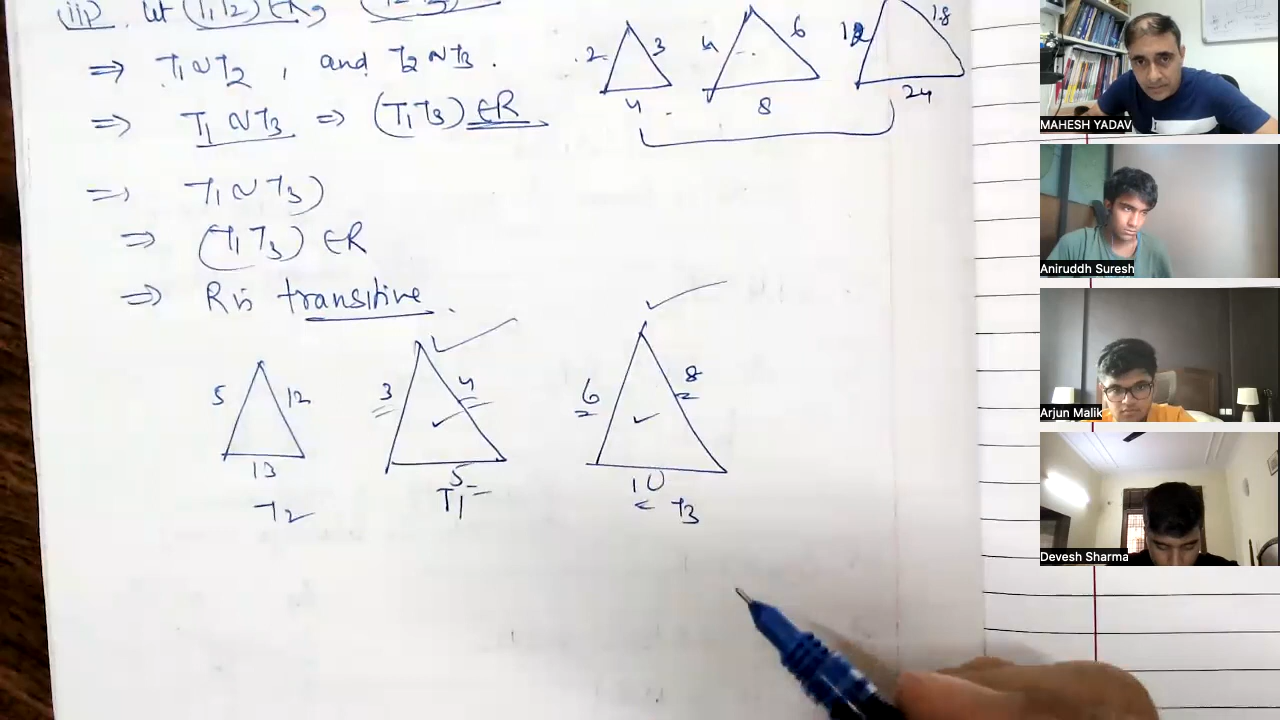 (iii) Let (T1 T2) ∈ R,
⇒ T1 ~ T2 , and T2 ~ T3 .
⇒ T1 ~ T3 ⇒ (T1 T3) ∈ R
⇒ T1 ~ T3)
⇒ (T1 T3) ∈ R
⇒ R is transitive .
2 3 4
4 6 8
12 18 24
5 12 13
T2
3 4 5
T1
6 8 10
T3
MAHESH YADAV
Aniruddh Suresh
Arjun Malik
Devesh Sharma